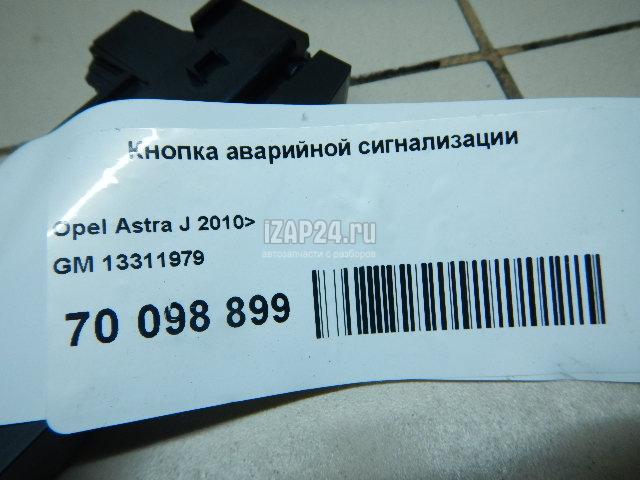 Кнопка аварийной сигнализации
Opel Astra J 2010>
IZAP24.ru
автозапчасти с разборов
GM 13311979
70 098 899